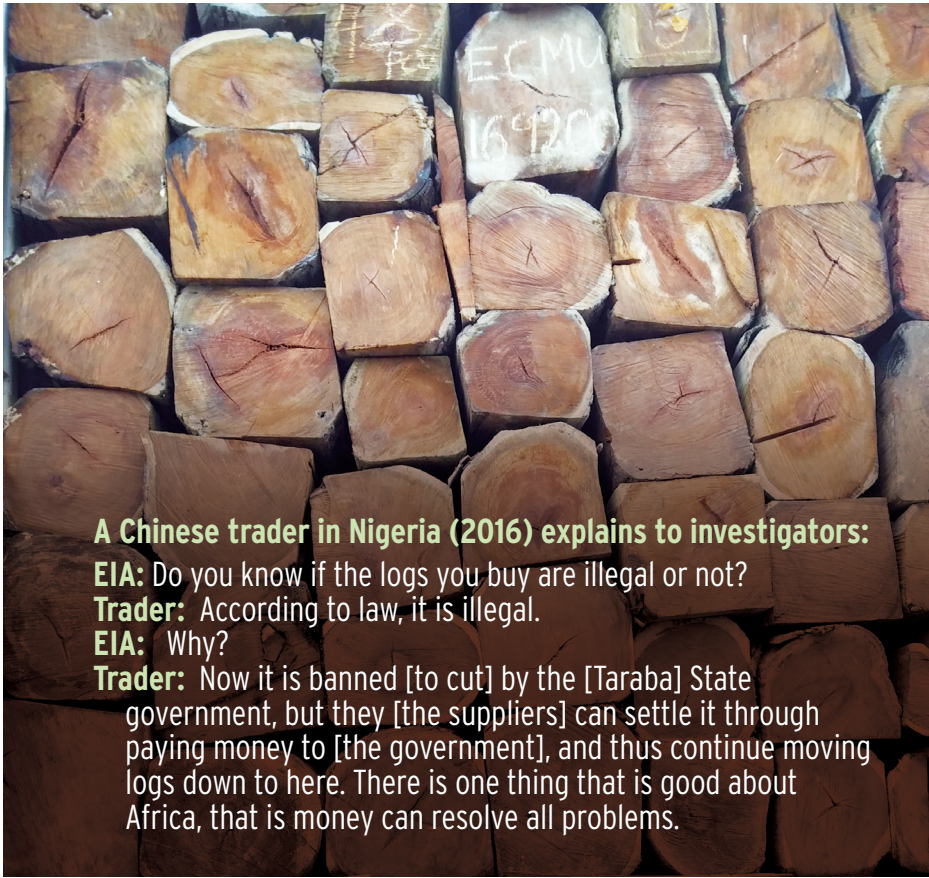 ECMU
A Chinese trader in Nigeria (2016) explains to investigators:
EIA: Do you know if the logs you buy are illegal or not?
Trader: According to law, it is illegal.
EIA: Why?
Trader: Now it is banned [to cut] by the [Taraba] State
government, but they [the suppliers] can settle it through
paying money to [the government], and thus continue moving
logs down to here. There is one thing that is good about
Africa, that is money can resolve all problems.